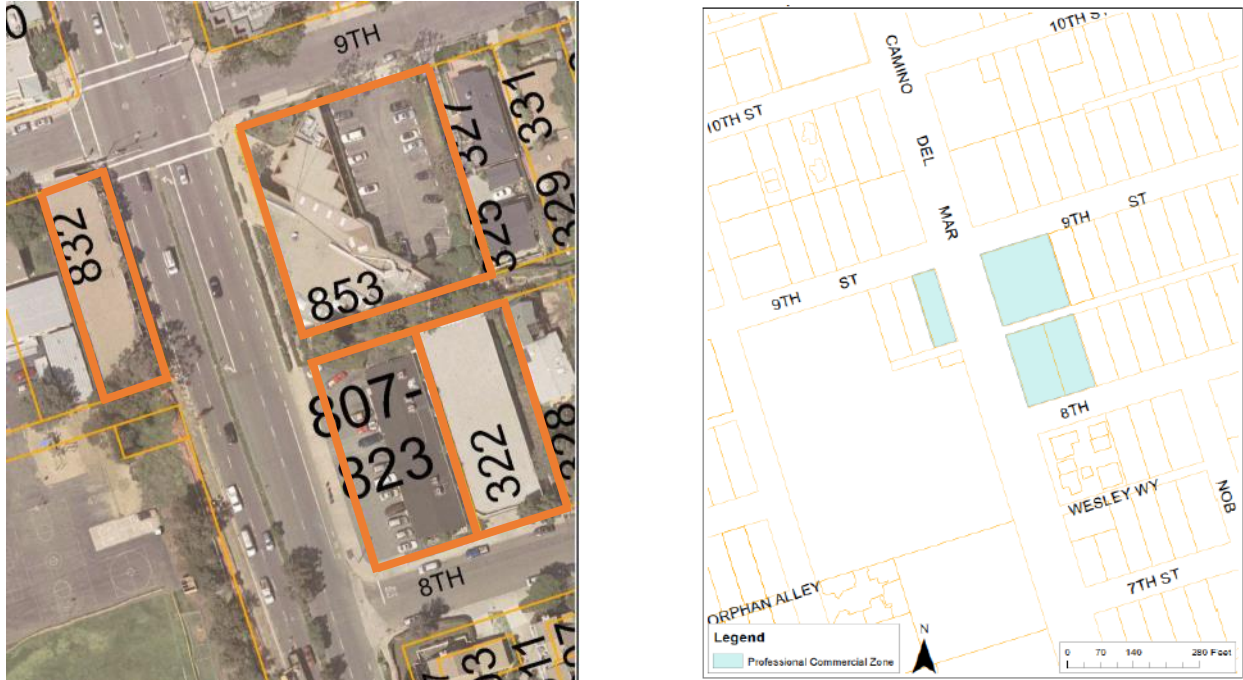 9TH
327
331
832
325
329
853
807-
823
322
328
8TH
10TH ST
CAMINO
10TH ST
DEL
MAR
9TH ST
9TH ST
8TH
WESLEY WY
NOB
7TH ST
ORPHAN ALLEY
Legend
Professional Commercial Zone
N
0 70 140 280 Feet